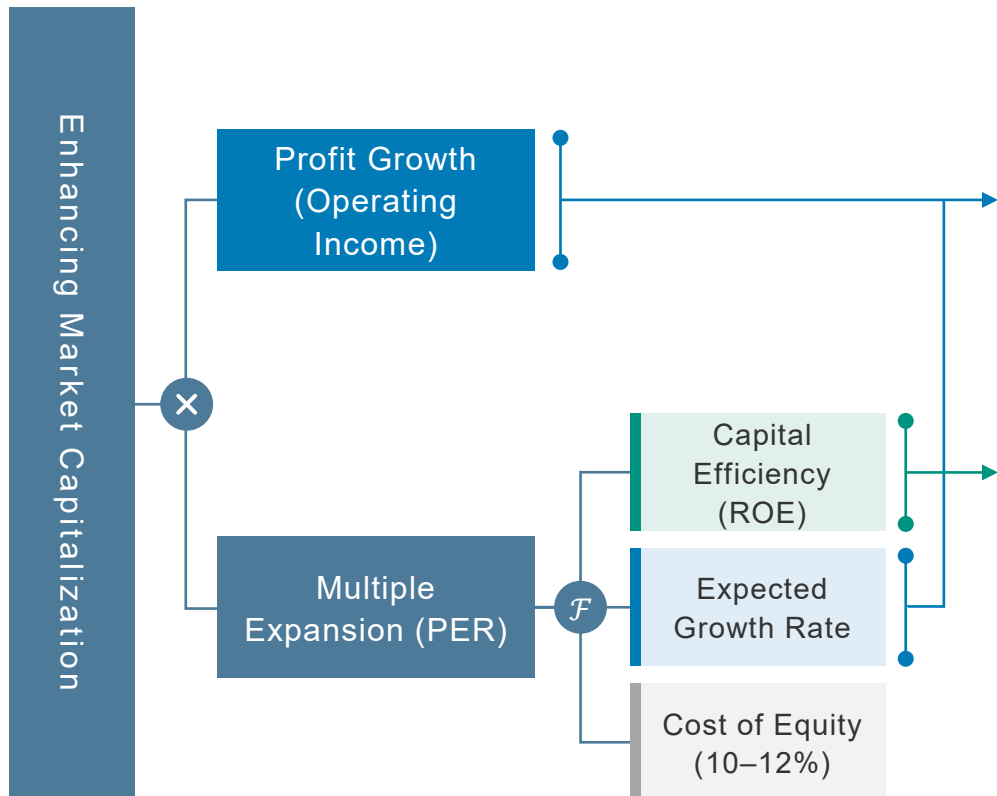 Enhancing Market Capitalization
Profit Growth
(Operating
Income)
×
Multiple
Expansion (PER)
ℱ
Capital
Efficiency
(ROE)
Expected
Growth Rate
Cost of Equity
(10–12%)